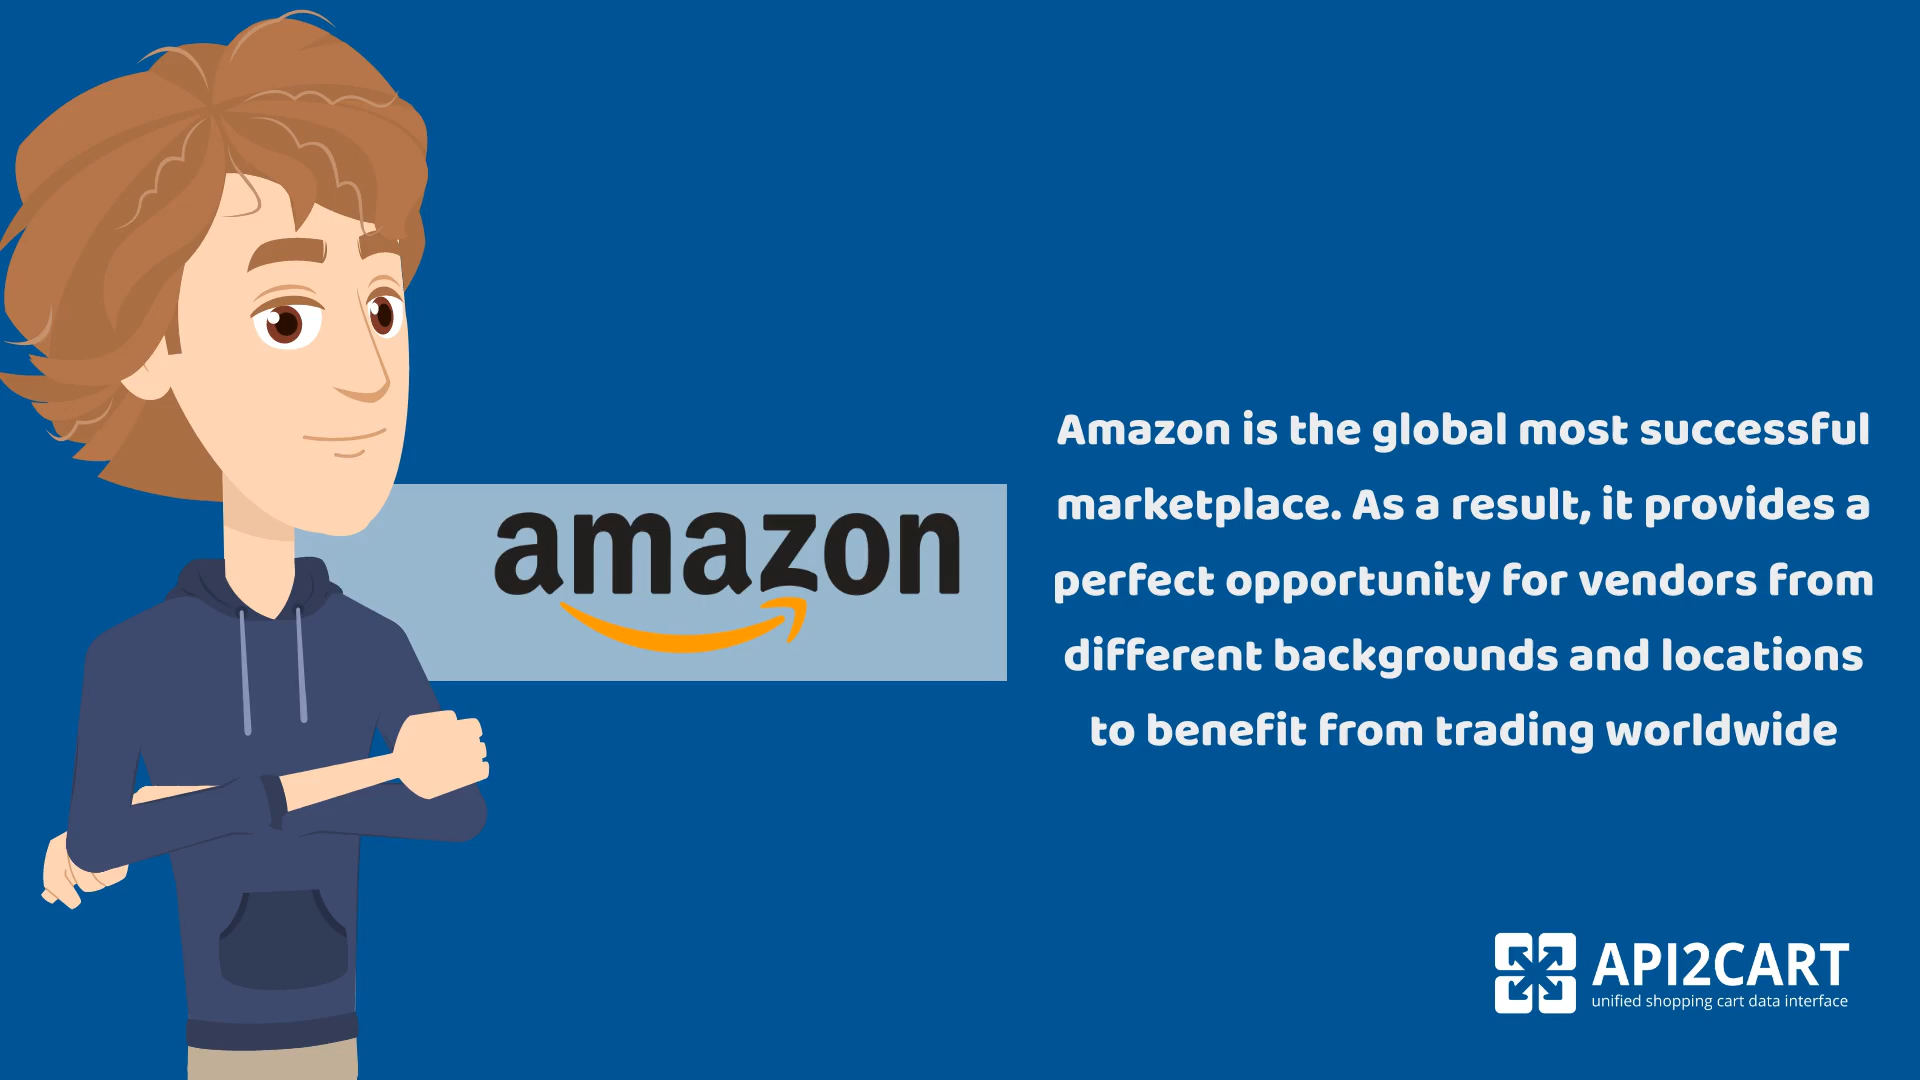 amazon
Amazon is the global most successful
marketplace. As a result, it provides a
perfect opportunity for vendors from
different backgrounds and locations
to benefit from trading worldwide
API2CART
unified shopping cart data interface